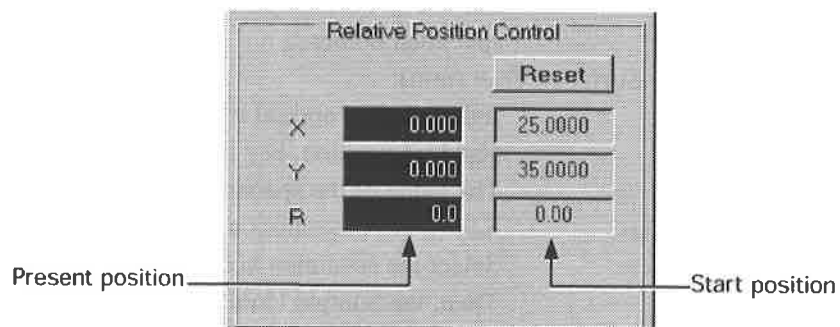 Relative Position Control
Reset
X 0.000 25.0000
Y 0.000 35.0000
R 0.0 0.00
Present position
Start position